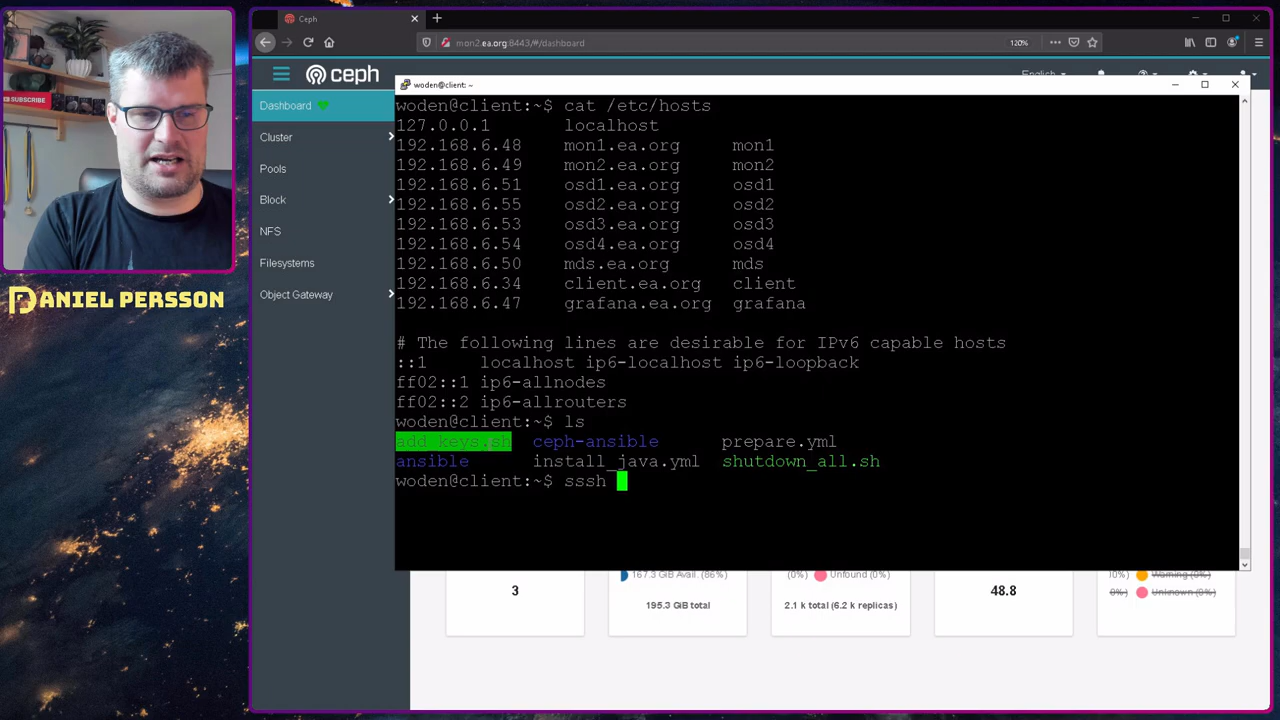 Ceph
mon2.ea.org:8443/#/dashboard
120%
ceph
English
Dashboard
Cluster
Pools
Block
NFS
Filesystems
Object Gateway
SUBSCRIBE
DANIEL PERSSON
woden@client: ~
woden@client:~$ cat /etc/hosts
127.0.0.1 localhost
192.168.6.48 mon1.ea.org mon1
192.168.6.49 mon2.ea.org mon2
192.168.6.51 osd1.ea.org osd1
192.168.6.55 osd2.ea.org osd2
192.168.6.53 osd3.ea.org osd3
192.168.6.54 osd4.ea.org osd4
192.168.6.50 mds.ea.org mds
192.168.6.34 client.ea.org client
192.168.6.47 grafana.ea.org grafana
# The following lines are desirable for IPv6 capable hosts
::1 localhost ip6-localhost ip6-loopback
ff02::1 ip6-allnodes
ff02::2 ip6-allrouters
woden@client:~$ ls
add_keys.sh ceph-ansible prepare.yml
ansible install_java.yml shutdown_all.sh
woden@client:~$ sssh
3
167.3 GiB Avail. (86%)
195.3 GiB total
(0%) Unfound (0%)
2.1 k total (6.2 k replicas)
48.8
Warning (0%)
0%) Unknown (0%)